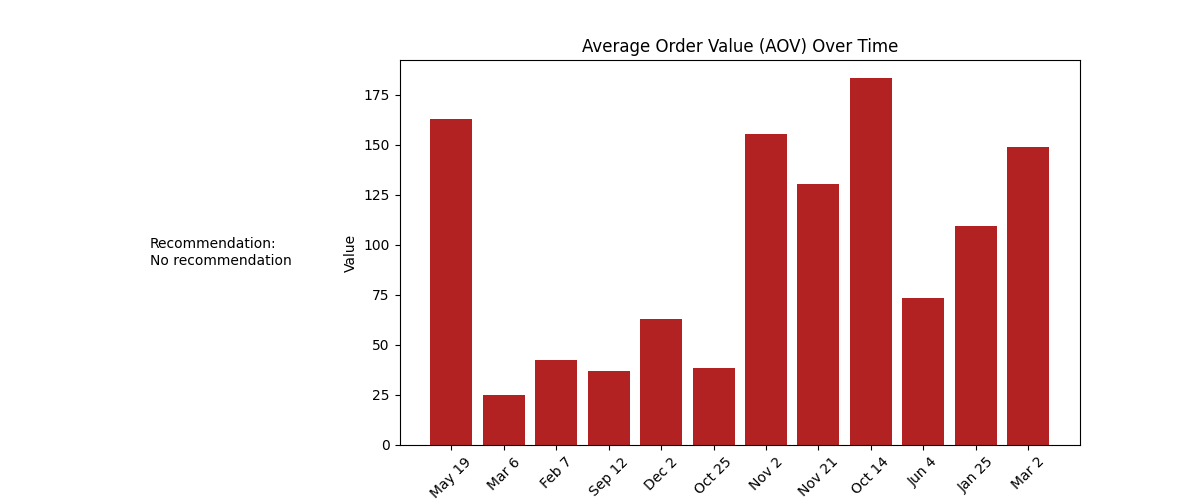 Average Order Value (AOV) Over Time
Recommendation:
No recommendation
Value
175
150
125
100
75
50
25
0
May 19
Mar 6
Feb 7
Sep 12
Dec 2
Oct 25
Nov 2
Nov 21
Oct 14
Jun 4
Jan 25
Mar 2